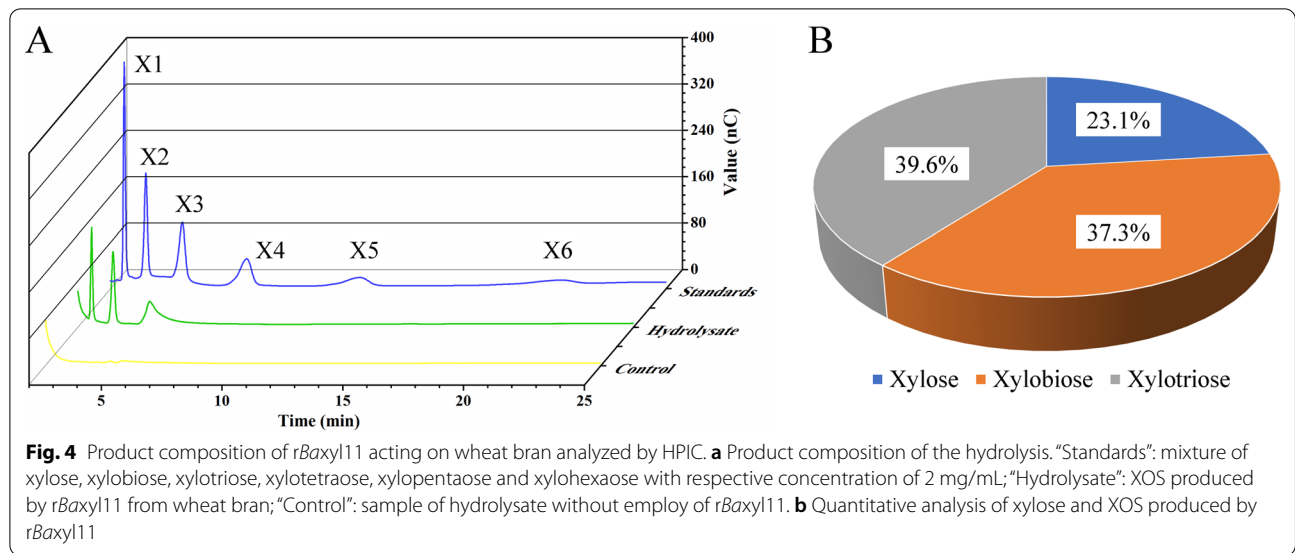 A
X1
X2
X3
X4
X5
X6
400
320
240
160
80
0
Value (nC)
Standards
Hydrolysate
Control
5
10
15
20
25
Time (min)
B
23.1%
39.6%
37.3%
Xylose Xylobiose Xylotriose
Fig. 4 Product composition of rBaxyl11 acting on wheat bran analyzed by HPIC. a Product composition of the hydrolysis. “Standards”: mixture of
xylose, xylobiose, xylotriose, xylotetraose, xylopentaose and xylohexaose with respective concentration of 2 mg/mL; “Hydrolysate”: XOS produced
by rBaxyl11 from wheat bran; “Control”: sample of hydrolysate without employ of rBaxyl11. b Quantitative analysis of xylose and XOS produced by
rBaxyl11